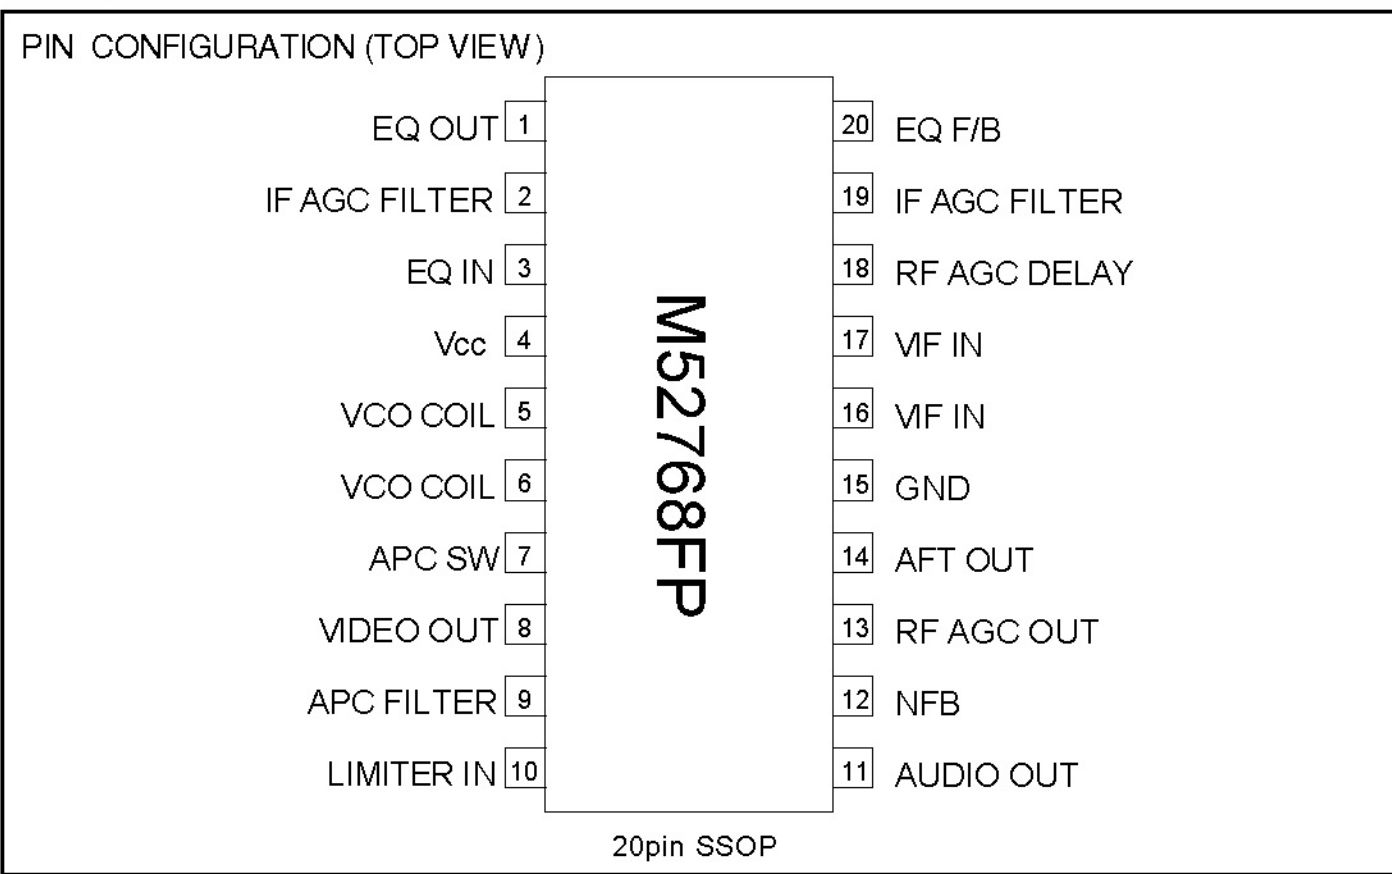 PIN CONFIGURATION (TOP VIEW)
EQ OUT 1 20 EQ F/B
IF AGC FILTER 2 19 IF AGC FILTER
EQ IN 3 18 RF AGC DELAY
Vcc 4 17 VIF IN
VCO COIL 5 16 VIF IN
VCO COIL 6 15 GND
APC SW 7 14 AFT OUT
VIDEO OUT 8 13 RF AGC OUT
APC FILTER 9 12 NFB
LIMITER IN 10 11 AUDIO OUT
M52768FP
20pin SSOP